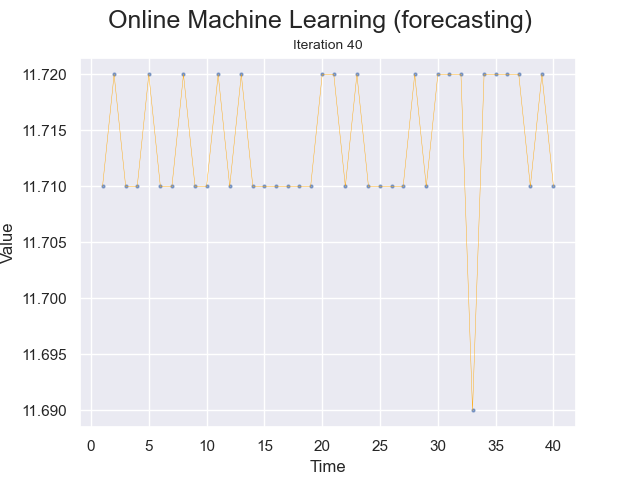 Online Machine Learning (forecasting)
Iteration 40
11.720
11.715
11.710
11.705
11.700
11.695
11.690
Value
0 5 10 15 20 25 30 35 40
Time